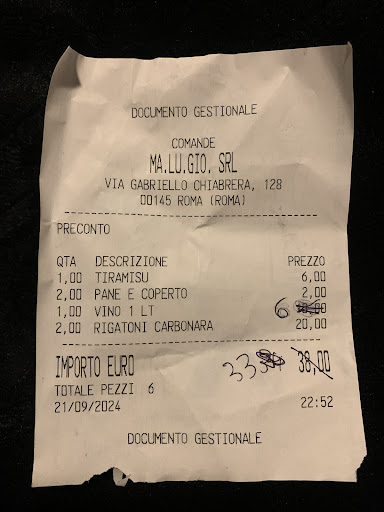 DOCUMENTO GESTIONALE
COMANDE
MA.LU.GIO. SRL
VIA GABRIELLO CHIABRERA, 128
00145 ROMA (ROMA)
PRECONTO
QTA DESCRIZIONE PREZZO
1,00 TIRAMISU 6,00
2,00 PANE E COPERTO 2,00
1,00 VINO 1 LT 6
2,00 RIGATONI CARBONARA 20,00
IMPORTO EURO 33 38,00
TOTALE PEZZI 6
21/09/2024 22:52
DOCUMENTO GESTIONALE